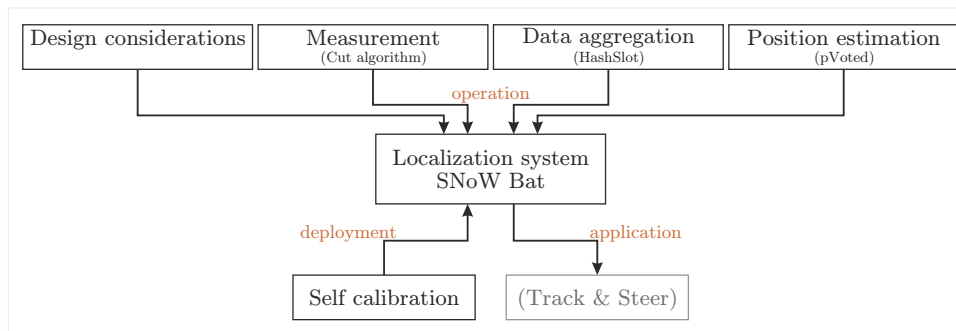 Design considerations
Measurement
(Cut algorithm)
Data aggregation
(HashSlot)
Position estimation
(pVoted)
operation
Localization system
SNoW Bat
deployment
application
Self calibration
(Track & Steer)